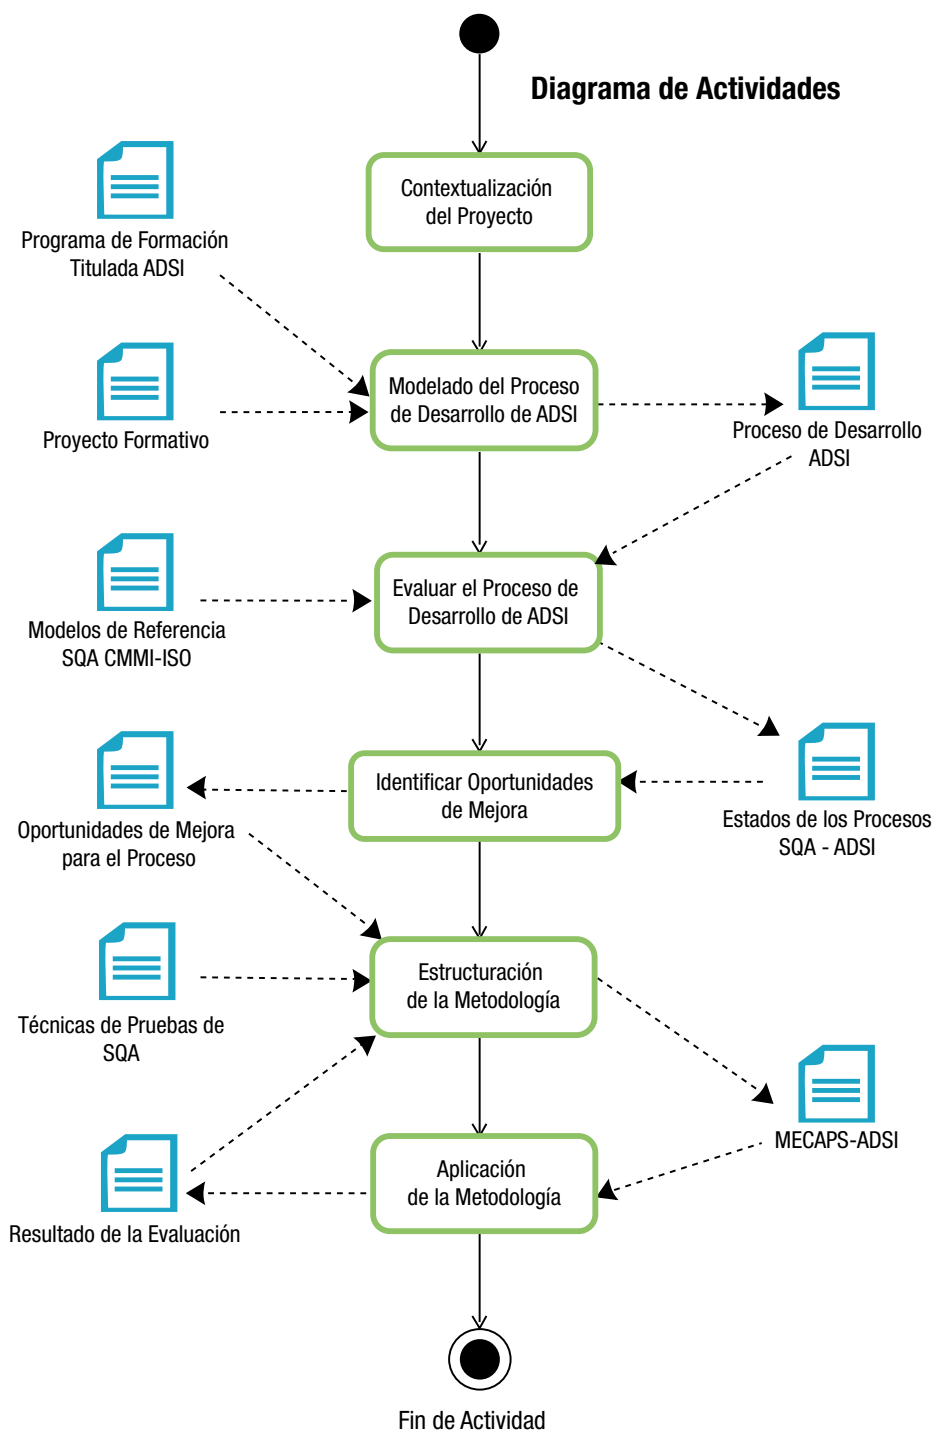 Diagrama de Actividades
Contextualización
del Proyecto
Programa de Formación
Titulada ADSI
Modelado del Proceso
de Desarrollo de ADSI
Proyecto Formativo
Proceso de Desarrollo
ADSI
Evaluar el Proceso de
Desarrollo de ADSI
Modelos de Referencia
SQA CMMI-ISO
Identificar Oportunidades
de Mejora
Oportunidades de Mejora
para el Proceso
Estados de los Procesos
SQA - ADSI
Estructuración
de la Metodología
Técnicas de Pruebas de
SQA
MECAPS-ADSI
Aplicación
de la Metodología
Resultado de la Evaluación
Fin de Actividad